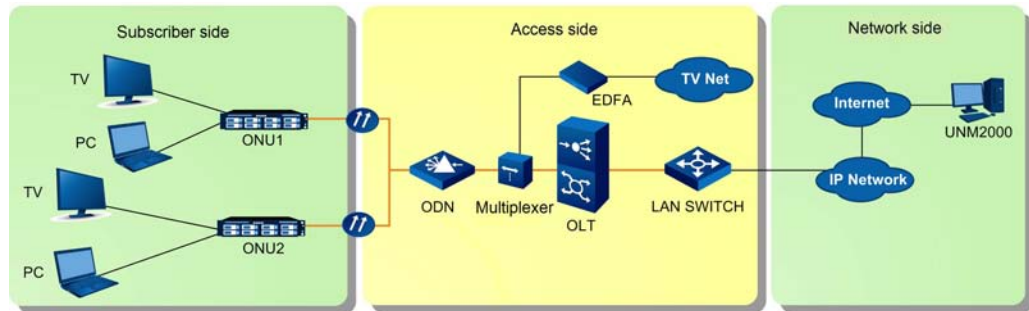 Subscriber side
TV
PC
ONU1
TV
PC
ONU2
Access side
TV Net
EDFA
ODN
Multiplexer
OLT
LAN SWITCH
Network side
Internet
UNM2000
IP Network